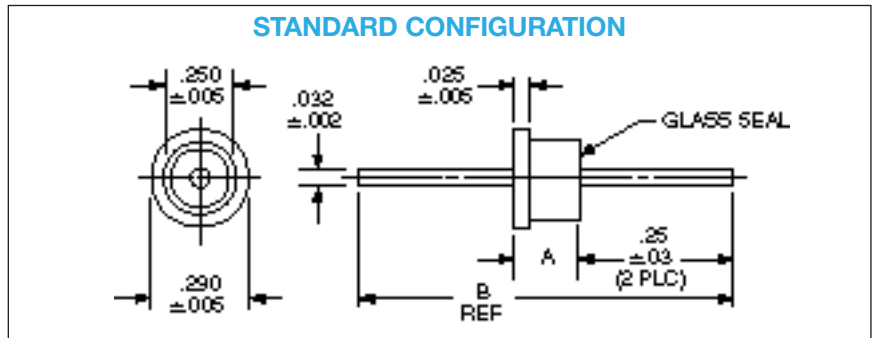 STANDARD CONFIGURATION
.250
±.005
.032
±.002
.025
±.005
GLASS SEAL
.290
±.005
A
.25
±.03
(2 PLC)
B
REF